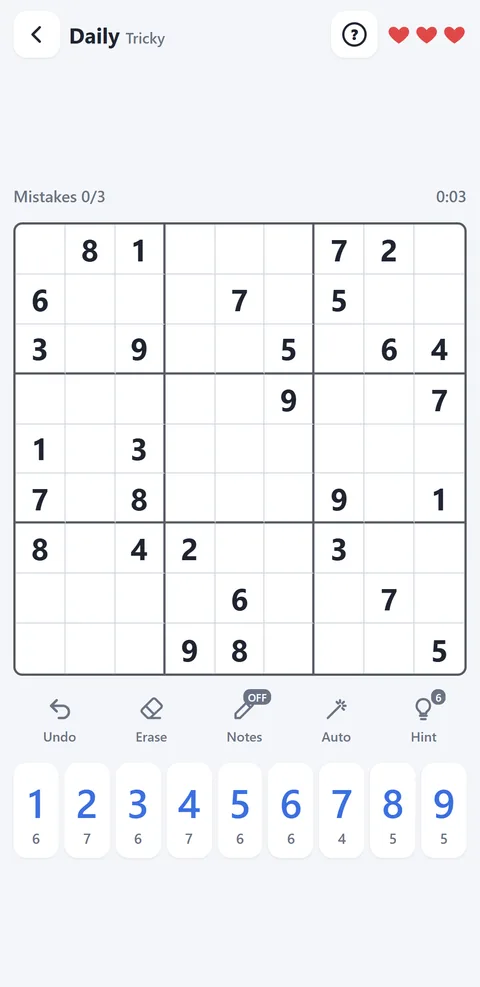 Daily Tricky ?
Mistakes 0/3 0:03
8 1 7 2
6 7 5
3 9 5 6 4
9 7
1 3
7 8 9 1
8 4 2 3
6 7
9 8 5
OFF 6
Undo Erase Notes Auto Hint
1 2 3 4 5 6 7 8 9
6 7 6 7 6 6 4 5 5